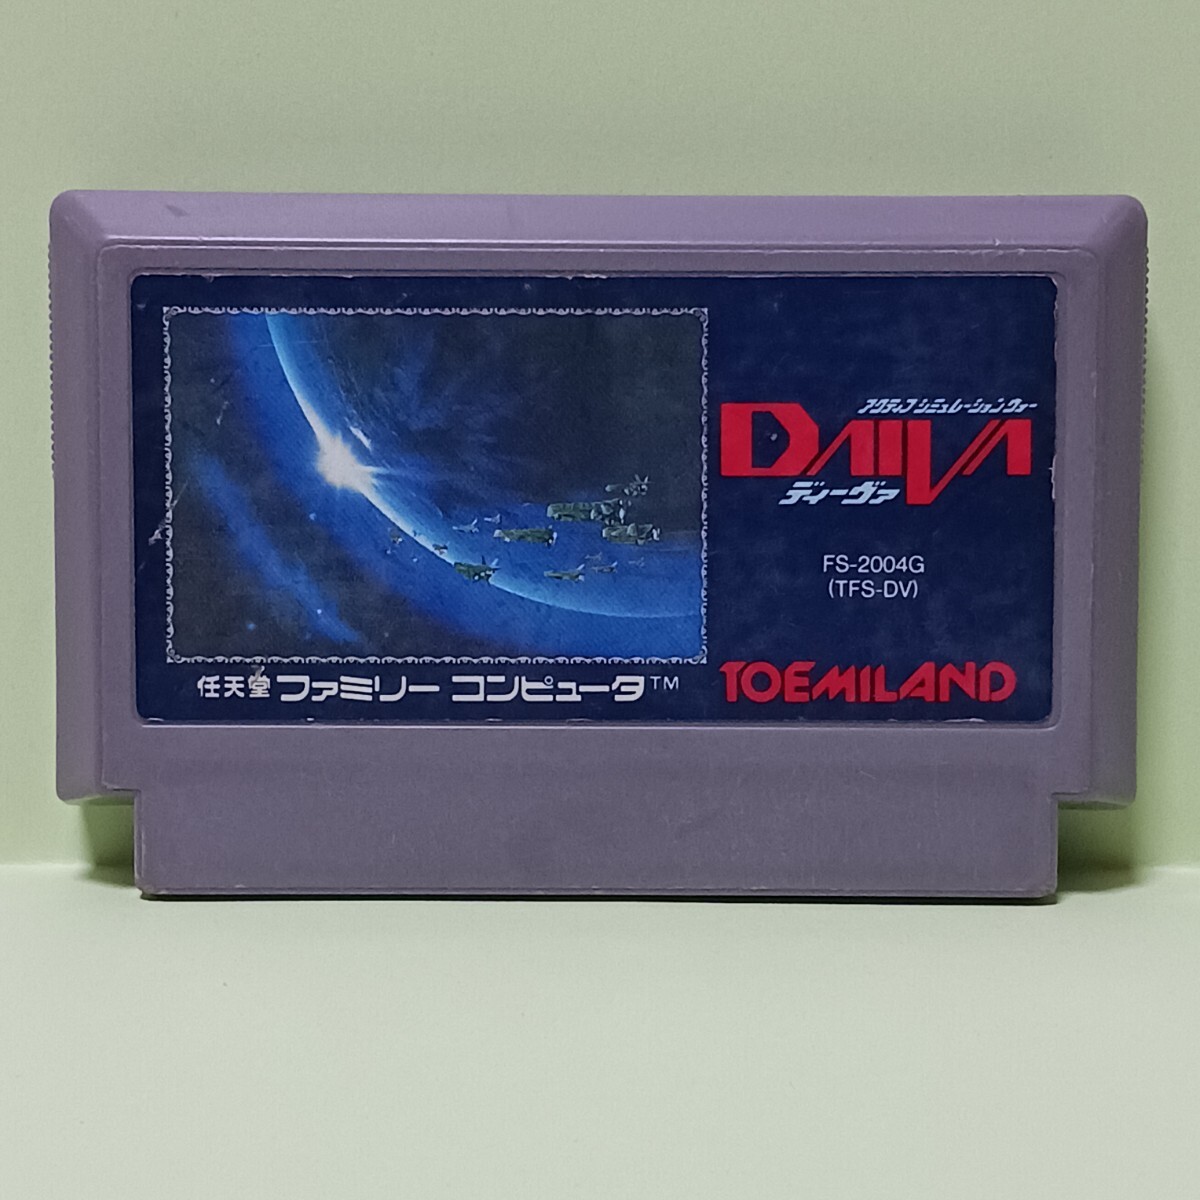 アクティブ シミュレーション ウォー
DAIVA
ディーヴァ
FS-2004G
(TFS-DV)
任天堂 ファミリー コンピュータ™
TOEMILAND